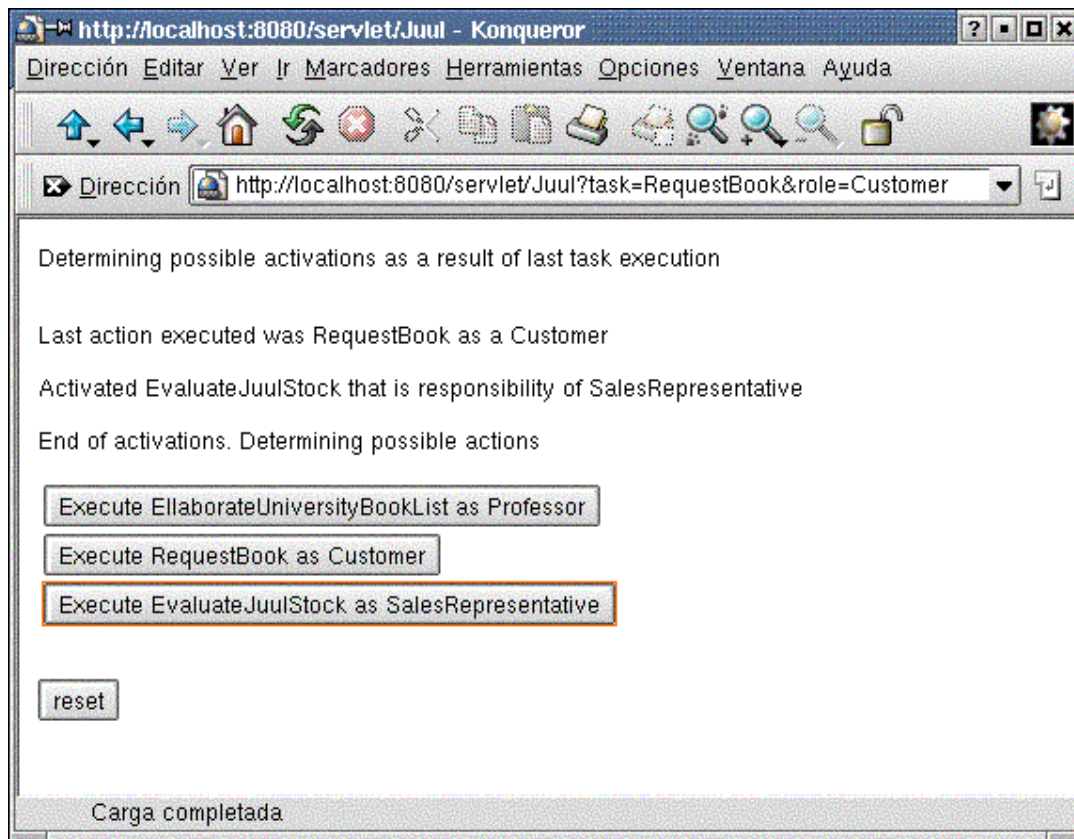 http://localhost:8080/servlet/Juul - Konqueror
Dirección Editar Ver Ir Marcadores Herramientas Opciones Ventana Ayuda
Dirección http://localhost:8080/servlet/Juul?task=RequestBook&role=Customer
Determining possible activations as a result of last task execution
Last action executed was RequestBook as a Customer
Activated EvaluateJuulStock that is responsibility of SalesRepresentative
End of activations. Determining possible actions
Execute EllaborateUniversityBookList as Professor
Execute RequestBook as Customer
Execute EvaluateJuulStock as SalesRepresentative
reset
Carga completada